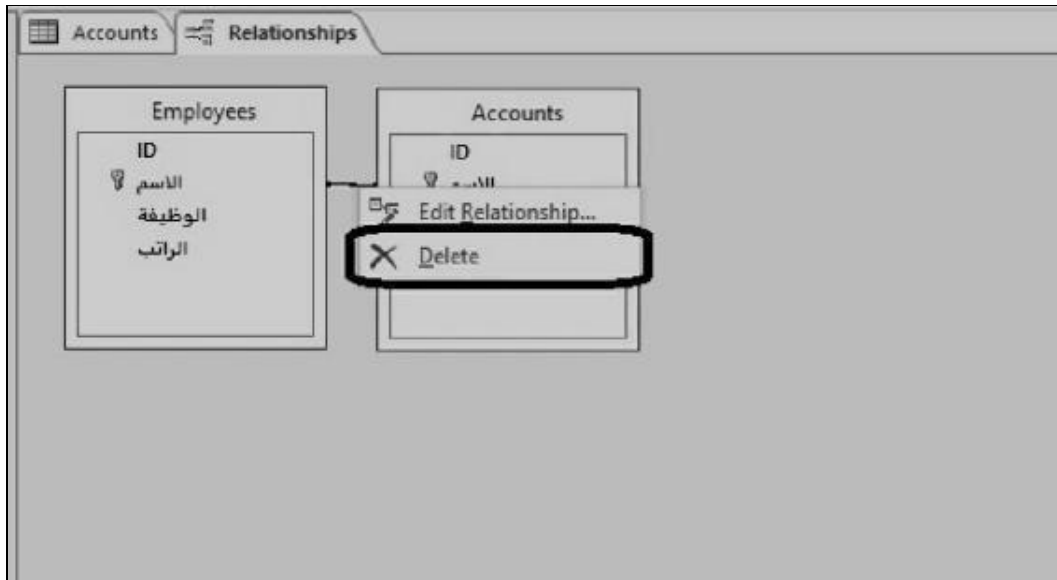 Accounts
Relationships
Employees
ID
الاسم
الوظيفة
الراتب
Accounts
ID
Edit Relationship...
Delete